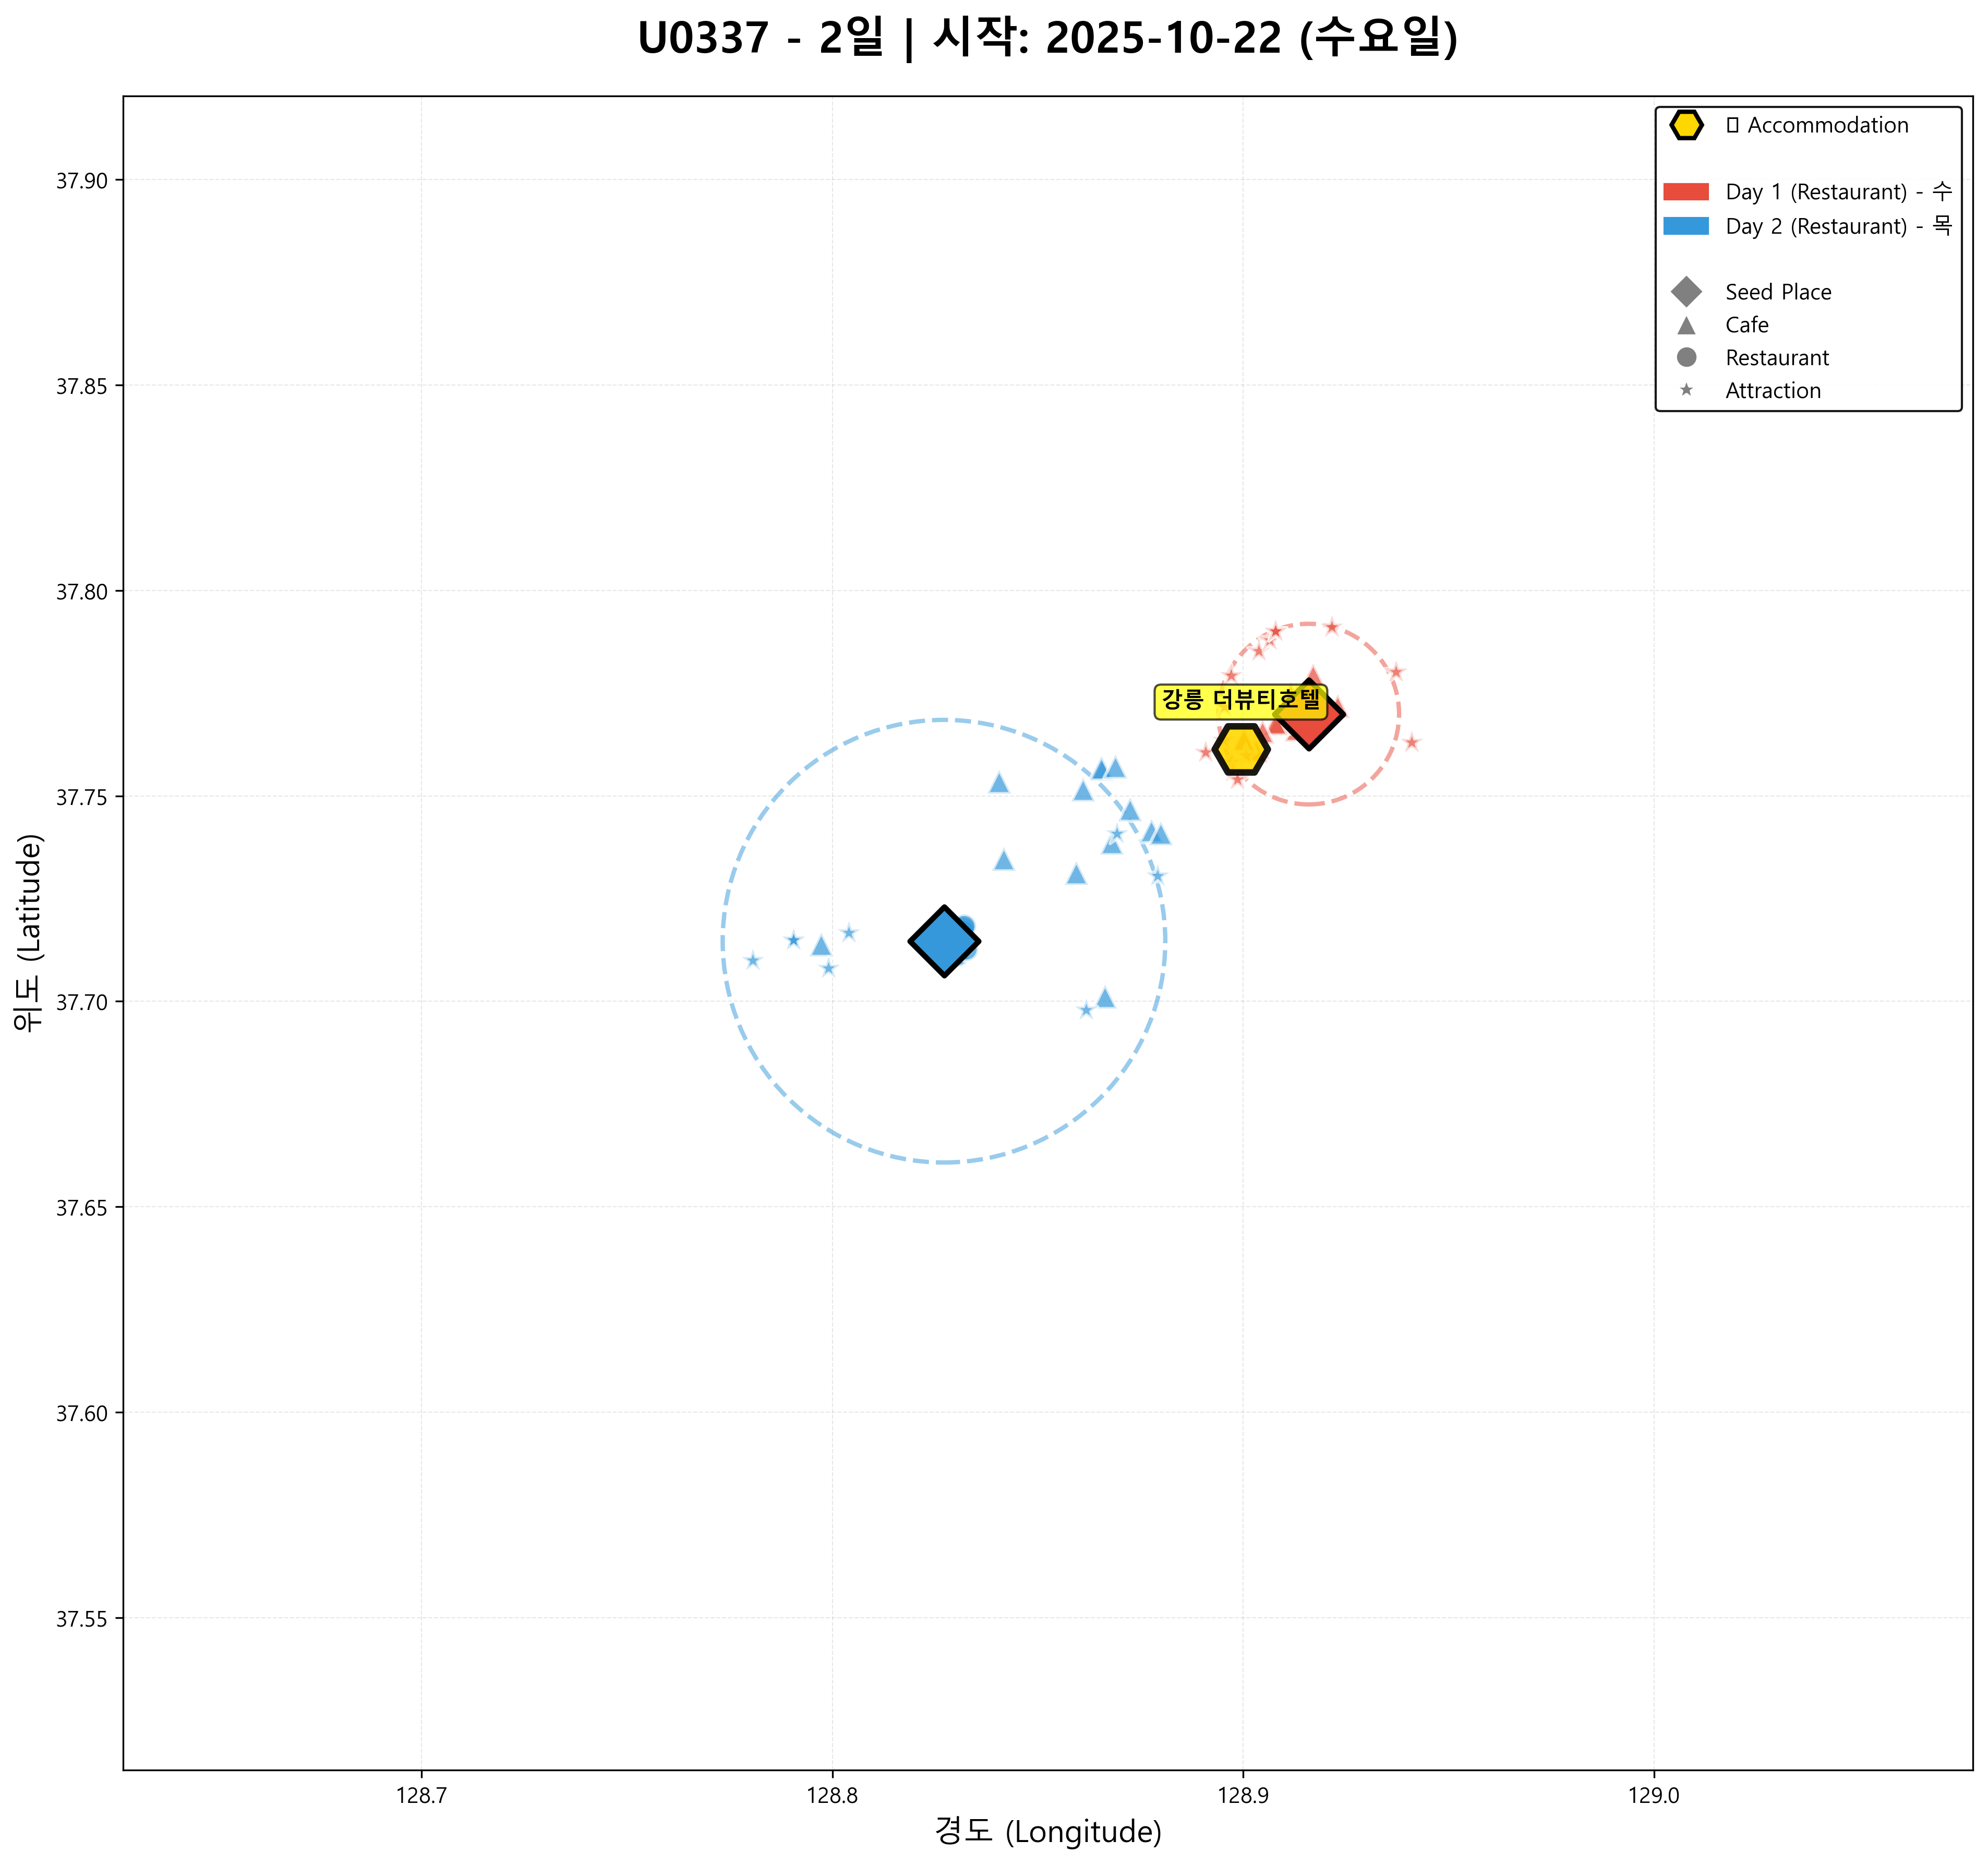 U0337 - 2일 | 시작: 2025-10-22 (수요일)
▯ Accommodation
Day 1 (Restaurant) - 수
Day 2 (Restaurant) - 목
Seed Place
Cafe
Restaurant
Attraction
37.90
37.85
37.80
37.75
37.70
37.65
37.60
37.55
위도 (Latitude)
강릉 더뷰티호텔
128.7
128.8
128.9
129.0
경도 (Longitude)